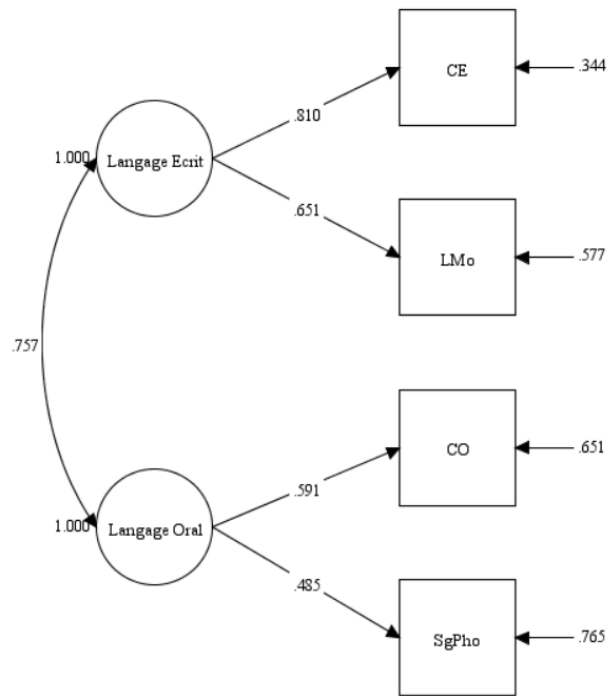 CE
.344
.810
1.000
Langage Ecrit
.651
LMo
.577
.757
CO
.651
.591
1.000
Langage Oral
.485
SgPho
.765